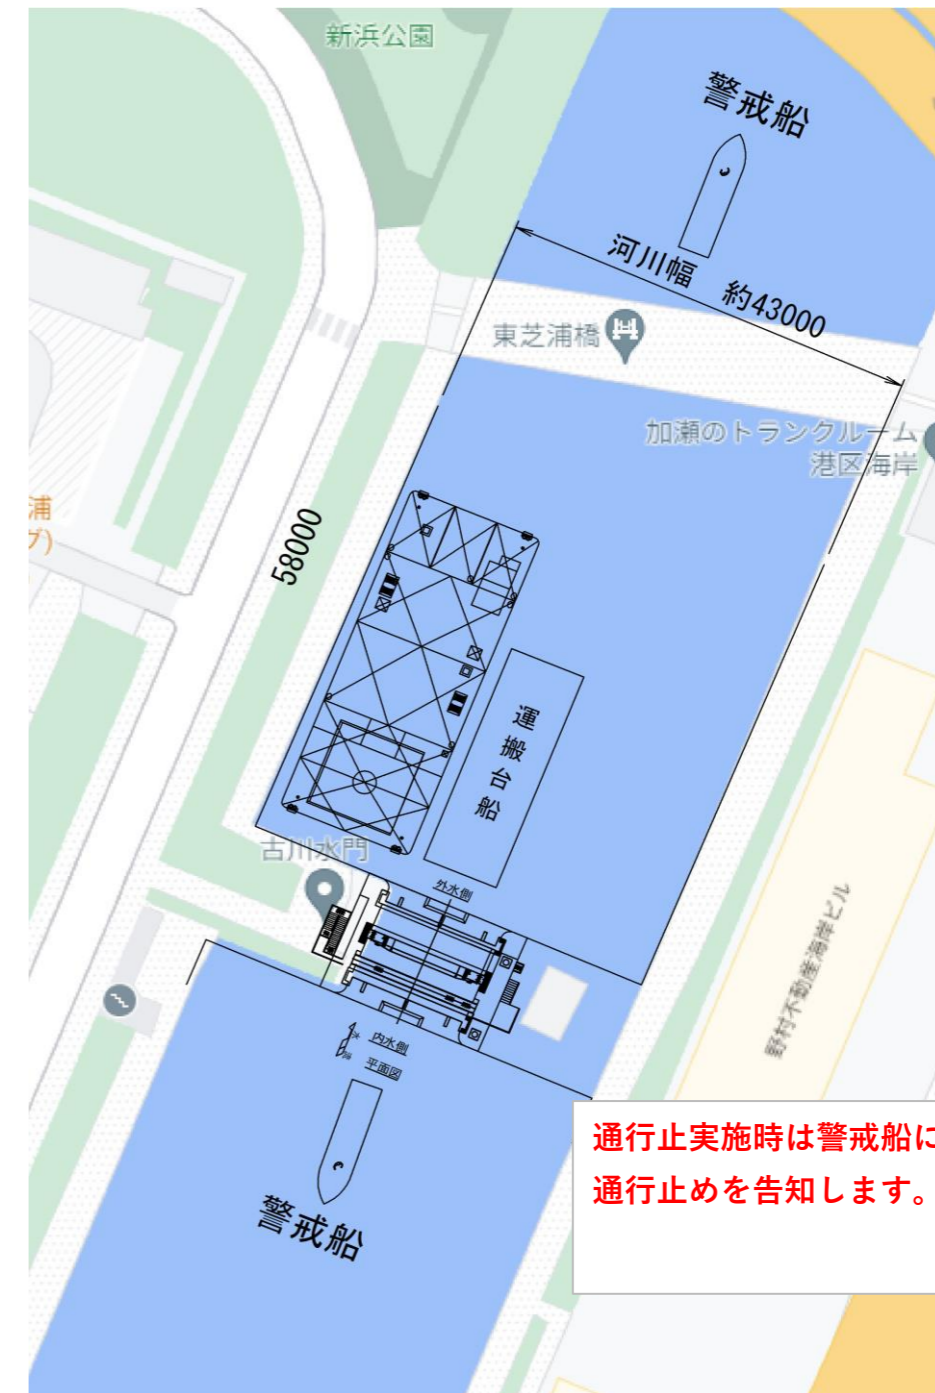 新浜公園
警戒船
河川幅 約43000
東芝浦橋
加瀬のトランクルーム
港区海岸
浦
グ)
58000
運搬台船
古川水門
外水側
野村不動産海岸ビル
内水側
平面図
通行止実施時は警戒船に
通行止めを告知します。
警戒船